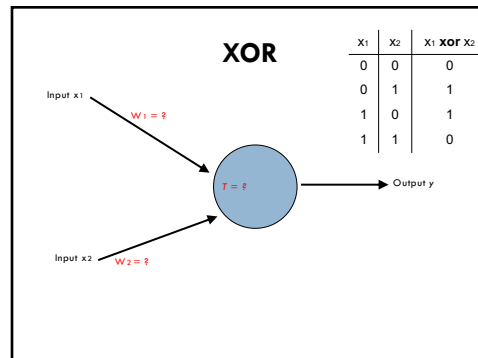 XOR
x1 x2 x1 xor x2
0 0 0
0 1 1
1 0 1
1 1 0
Input x1
W1 = ?
T = ?
Output y
Input x2
W2 = ?